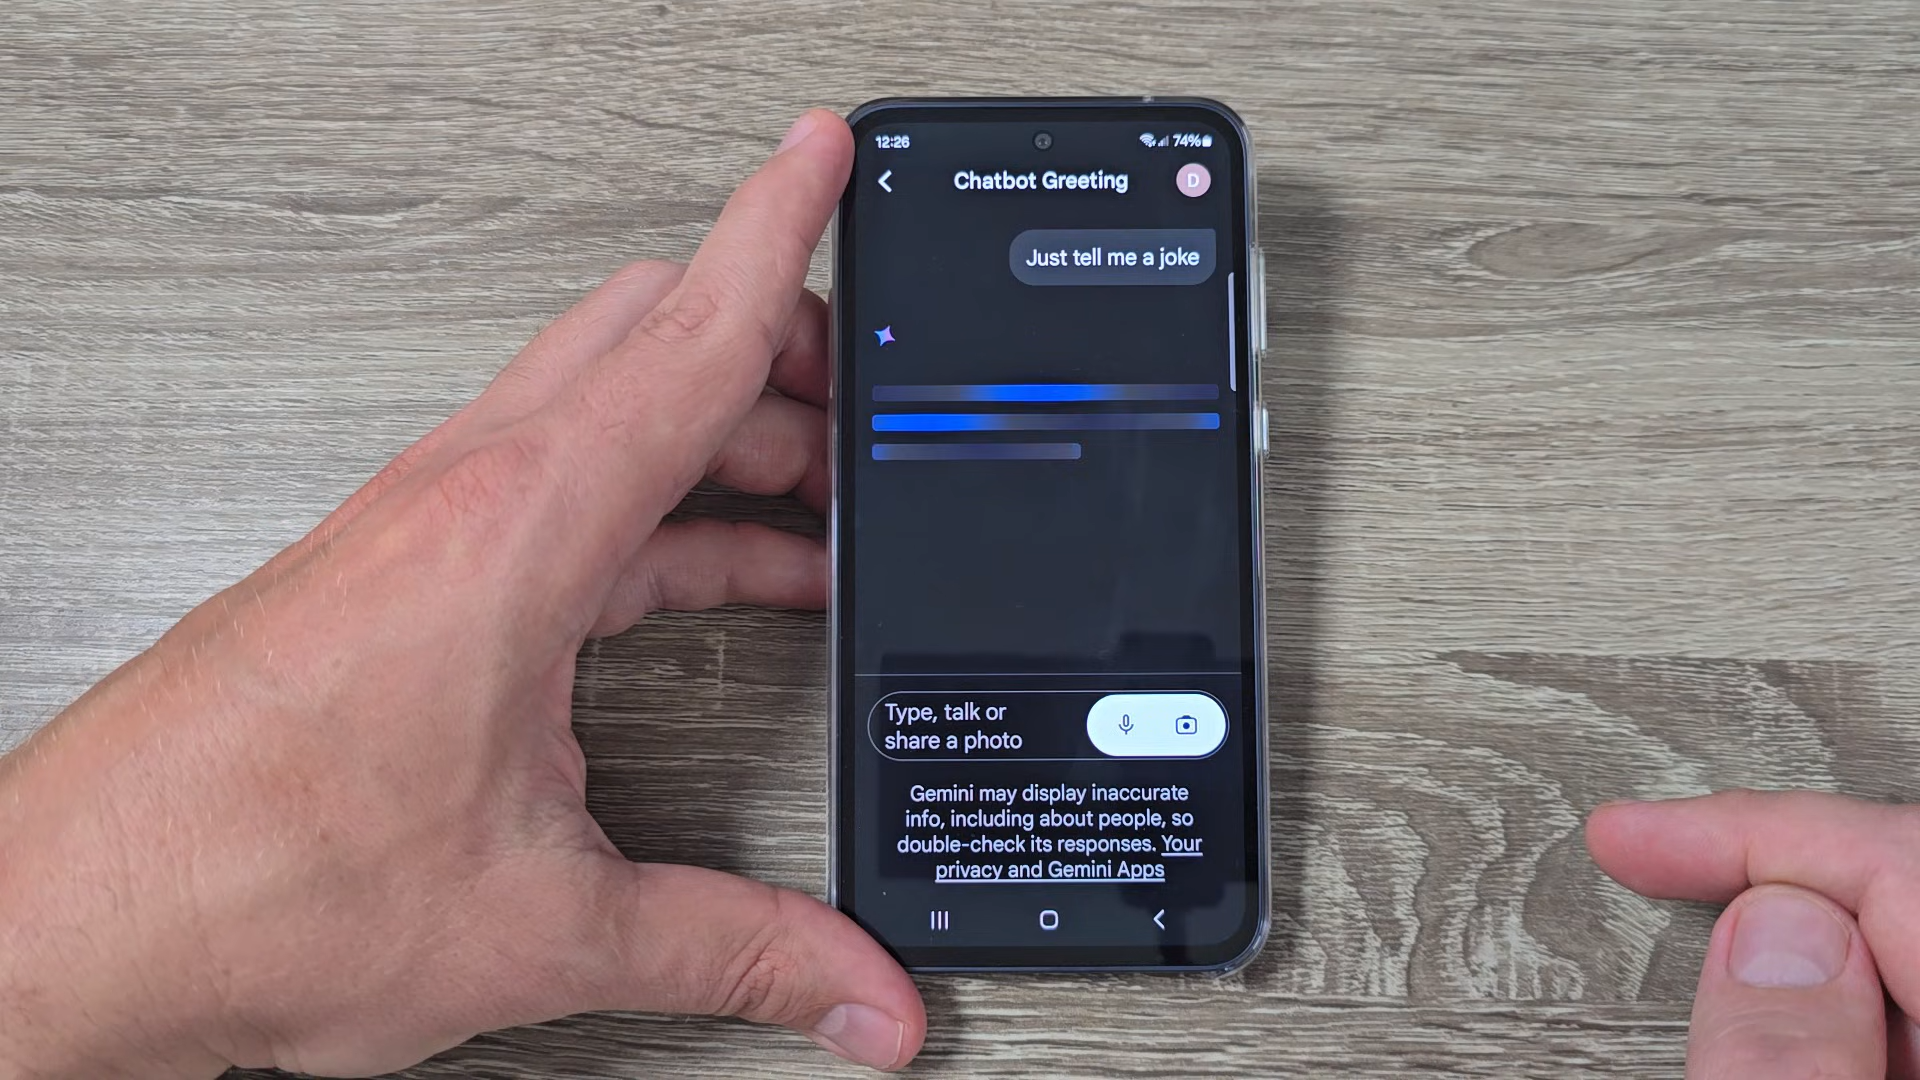 12:26
74%
Chatbot Greeting
D
Just tell me a joke
Type, talk or
share a photo
Gemini may display inaccurate
info, including about people, so
double-check its responses. Your
privacy and Gemini Apps